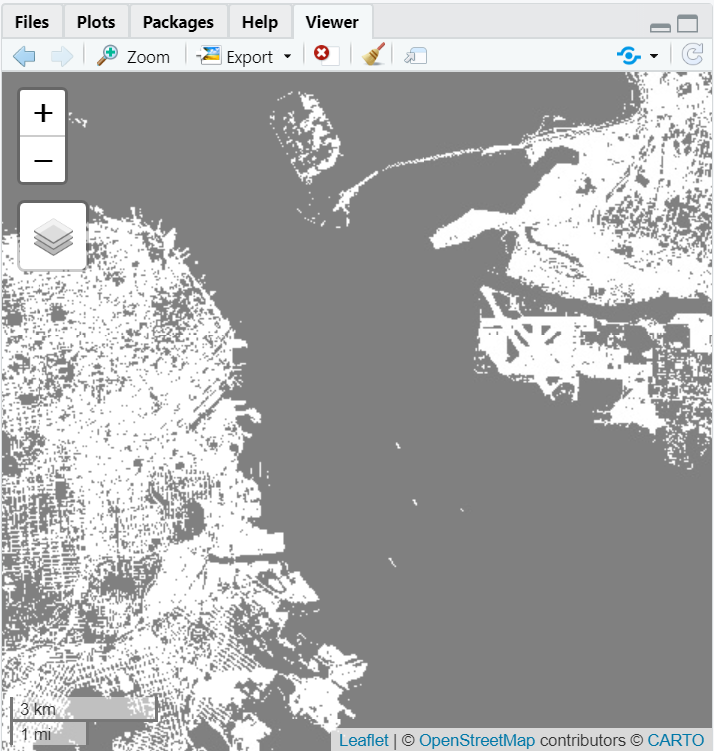 Files Plots Packages Help Viewer
Zoom Export
+
−
3 km
1 mi
Leaflet | © OpenStreetMap contributors © CARTO